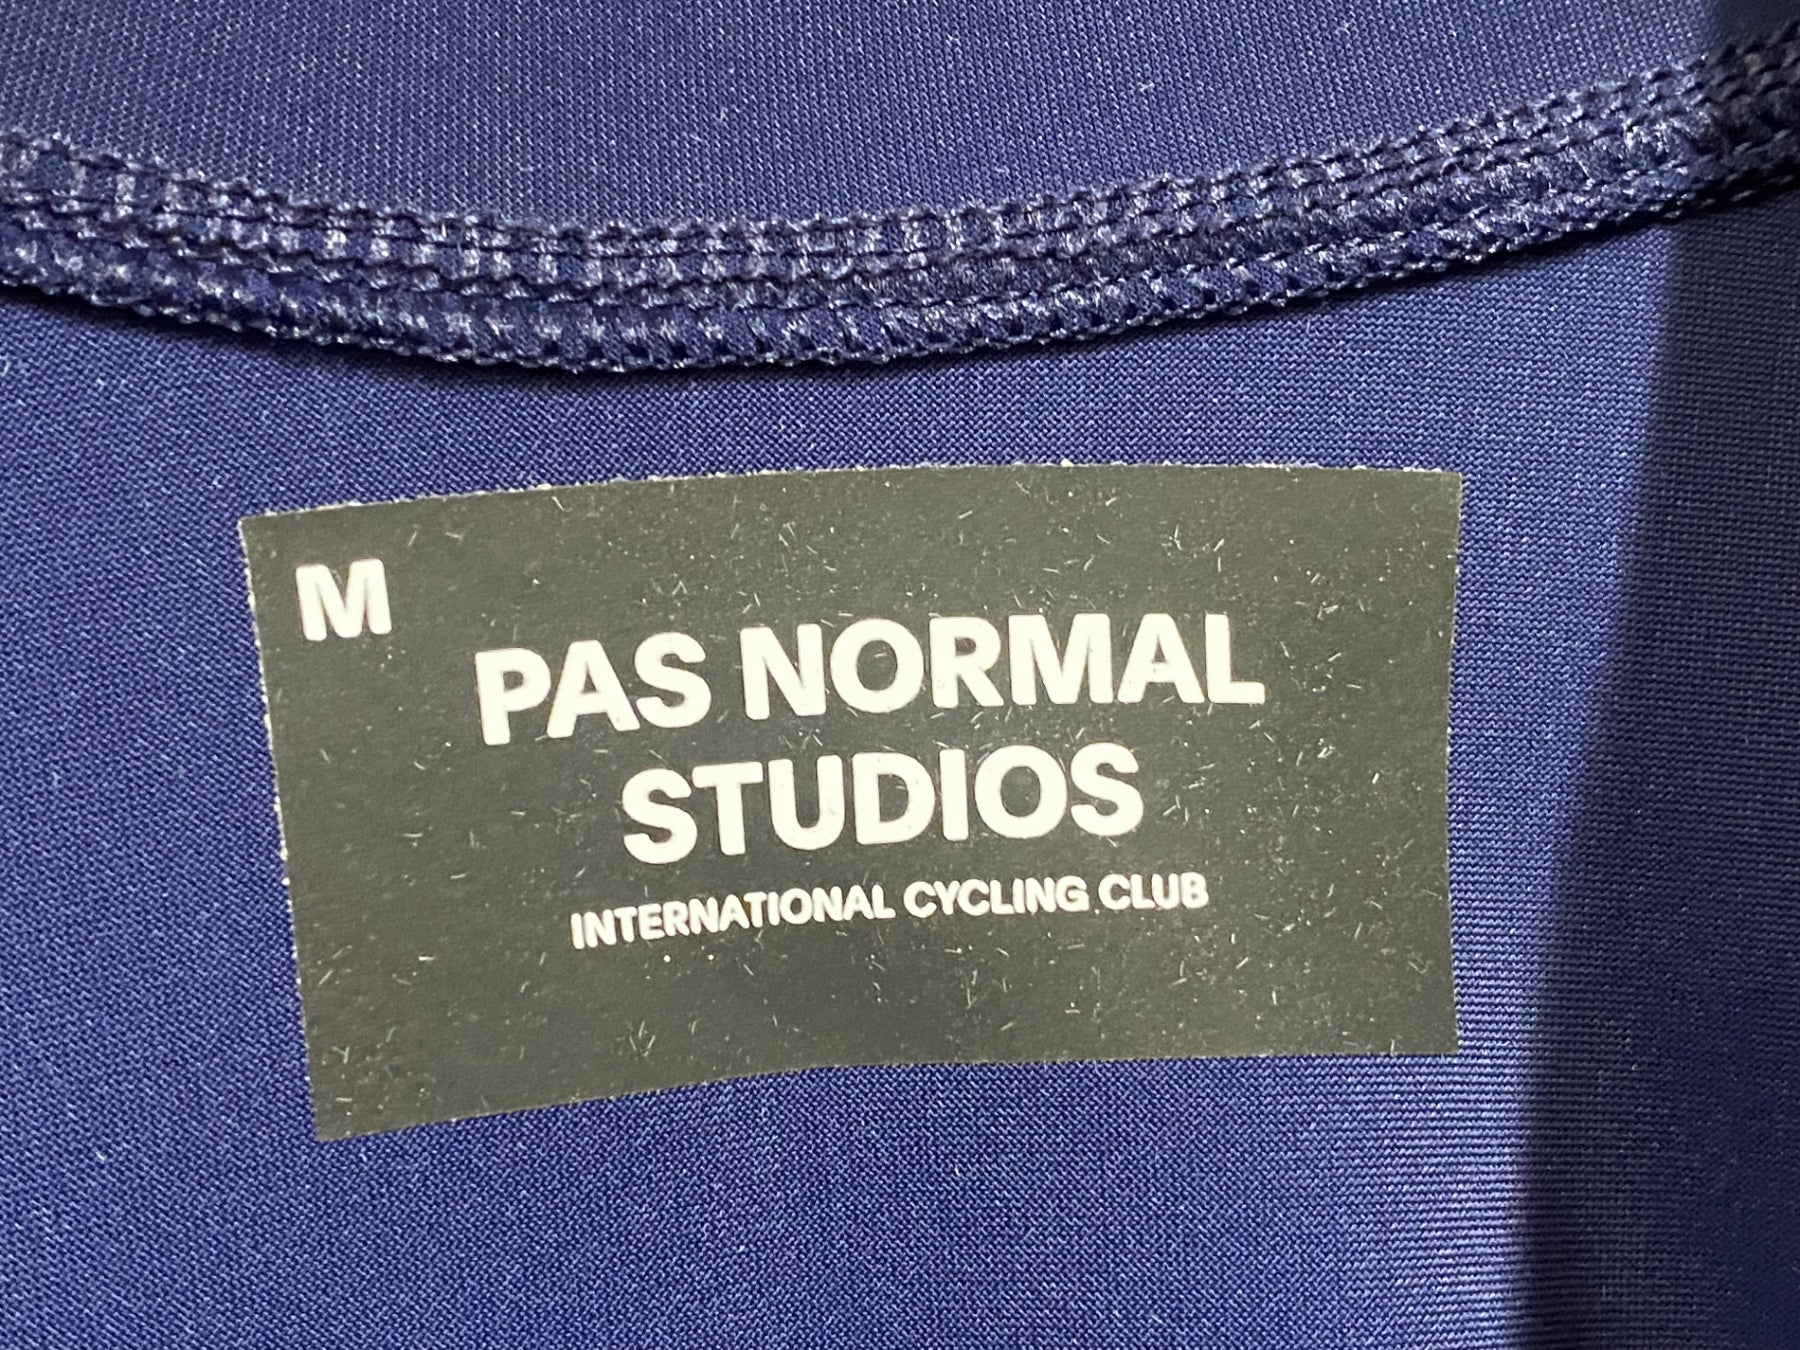 M
PAS NORMAL
STUDIOS
INTERNATIONAL CYCLING CLUB